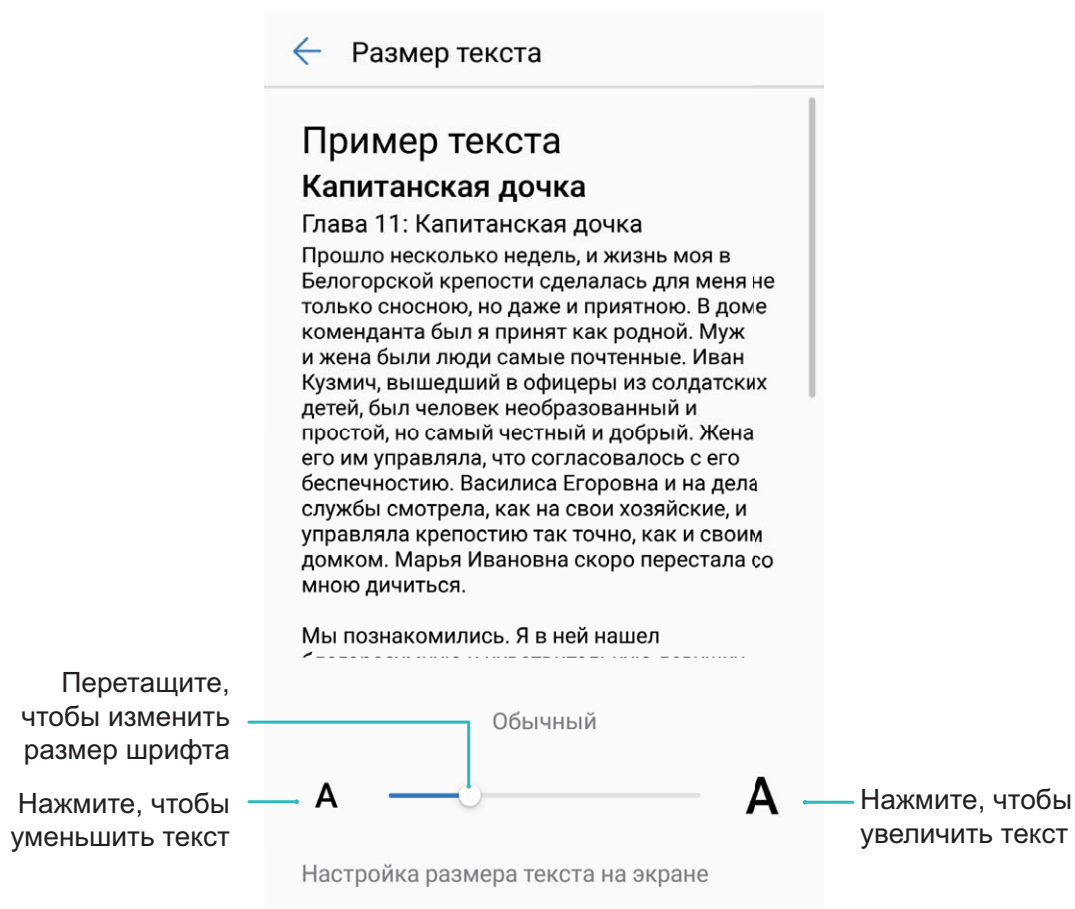 Размер текста
Пример текста
Капитанская дочка
Глава 11: Капитанская дочка
Прошло несколько недель, и жизнь моя в
Белогорской крепости сделалась для меня не
только сносною, но даже и приятною. В доме
коменданта был я принят как родной. Муж
и жена были люди самые почтенные. Иван
Кузмич, вышедший в офицеры из солдатских
детей, был человек необразованный и
простой, но самый честный и добрый. Жена
его им управляла, что согласовалось с его
беспечностию. Василиса Егоровна и на дела
службы смотрела, как на свои хозяйские, и
управляла крепостию так точно, как и своим
домком. Марья Ивановна скоро перестала со
мною дичиться.
Мы познакомились. Я в ней нашел
Перетащите,
чтобы изменить
размер шрифта
Обычный
Нажмите, чтобы
уменьшить текст
A
A
Нажмите, чтобы
увеличить текст
Настройка размера текста на экране